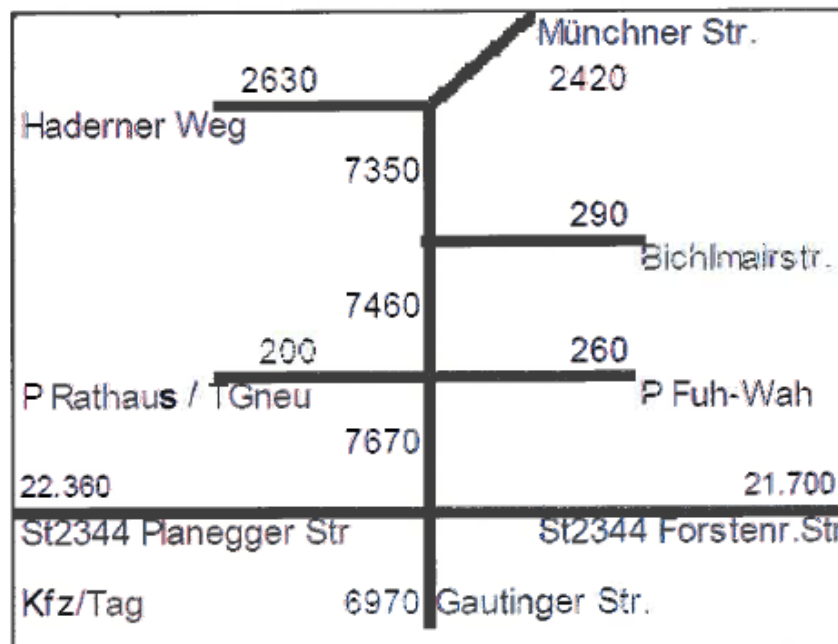 Münchner Str.
2630
2420
Haderner Weg
7350
290
Bichlmairstr.
7460
200
260
P Rathaus / TGneu
P Fuh-Wah
7670
22.360
21.700
St2344 Planegger Str
St2344 Forstenr.Str
Kfz/Tag
6970
Gautinger Str.